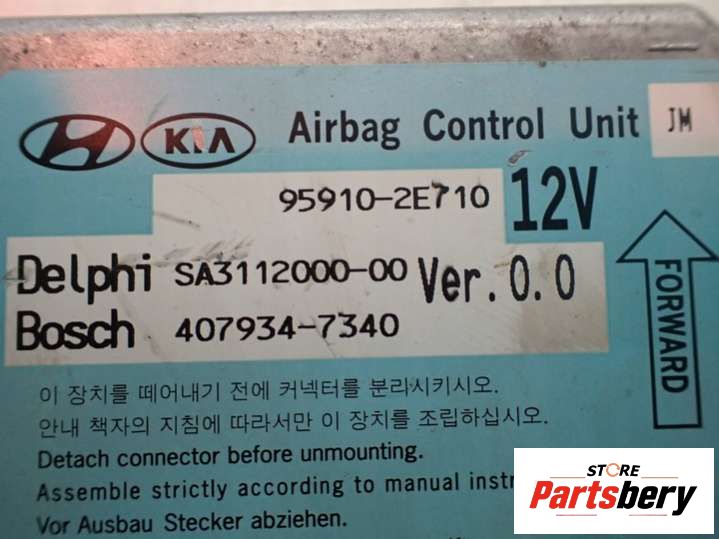 KIA Airbag Control Unit JM
95910-2E710 12V
Delphi SA3112000-00 Ver.0.0
Bosch 407934-7340
FORWARD
이 장치를 떼어내기 전에 커넥터를 분리시키시오.
안내 책자의 지침에 따라서만 이 장치를 조립하십시오.
Detach connector before unmounting.
Assemble strictly according to manual instr
Vor Ausbau Stecker abziehen.
STORE
Partsbery